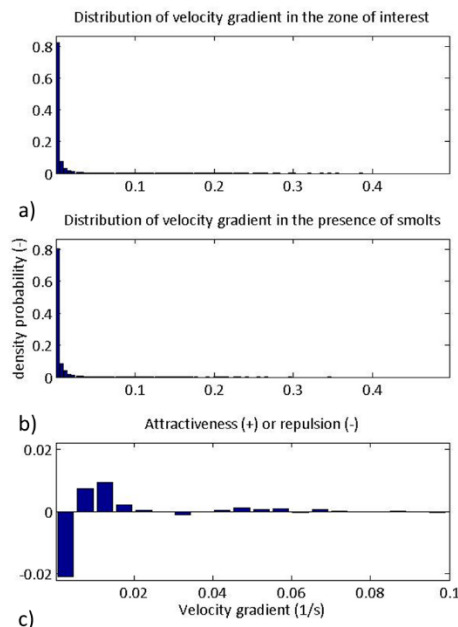 Distribution of velocity gradient in the zone of interest
0.8
0.6
0.4
0.2
0
0.1 0.2 0.3 0.4
a)
Distribution of velocity gradient in the presence of smolts
density probability (-)
0.8
0.6
0.4
0.2
0
0.1 0.2 0.3 0.4
b)
Attractiveness (+) or repulsion (-)
0.02
0
-0.02
0.02 0.04 0.06 0.08 0.1
Velocity gradient (1/s)
c)